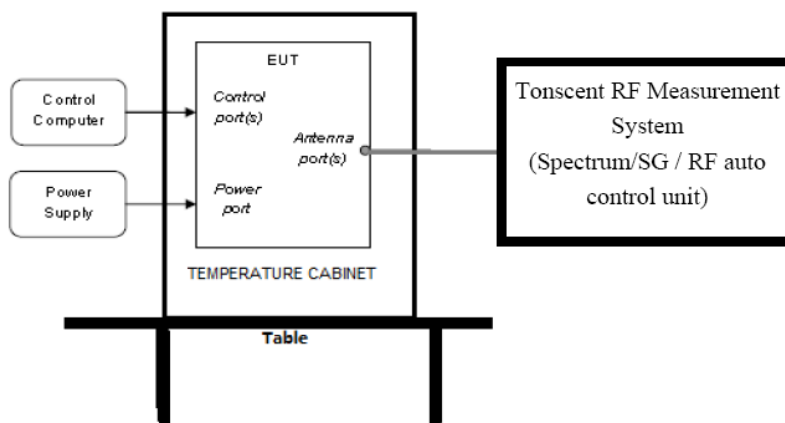 EUT
Control
Computer
Control
port(s)
Antenna
port(s)
Power
Supply
Power
port
TEMPERATURE CABINET
Table
Tonscent RF Measurement
System
(Spectrum/SG / RF auto
control unit)